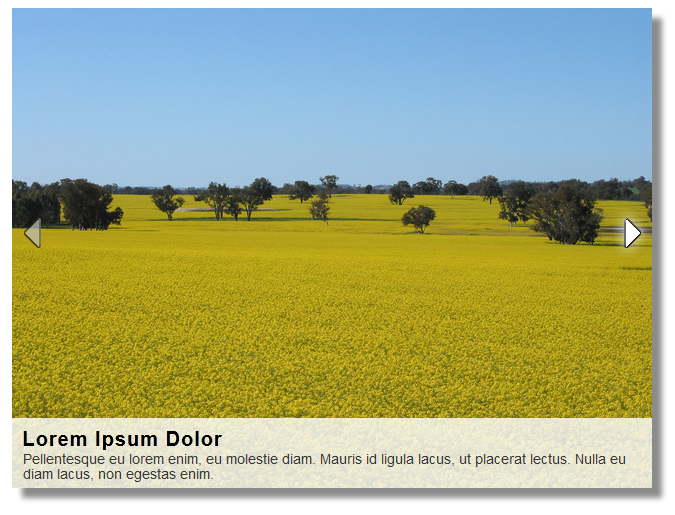 Lorem Ipsum Dolor
Pellentesque eu lorem enim, eu molestie diam. Mauris id ligula lacus, ut placerat lectus. Nulla eu
diam lacus, non egestas enim.